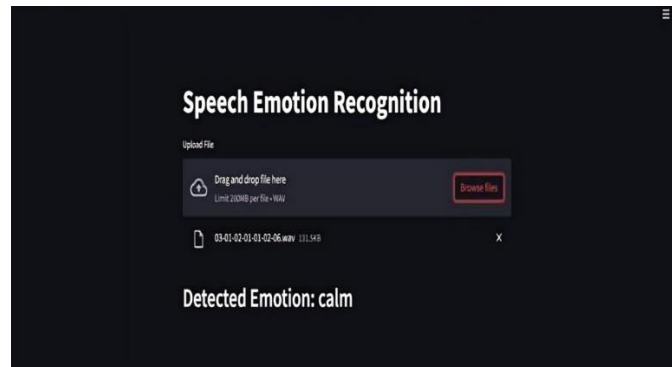 Speech Emotion Recognition
Upload File
Drag and drop file here
Limit 200MB per file • WAV
Browse files
03-01-02-01-01-02-06.wav 131.5KB
X
Detected Emotion: calm